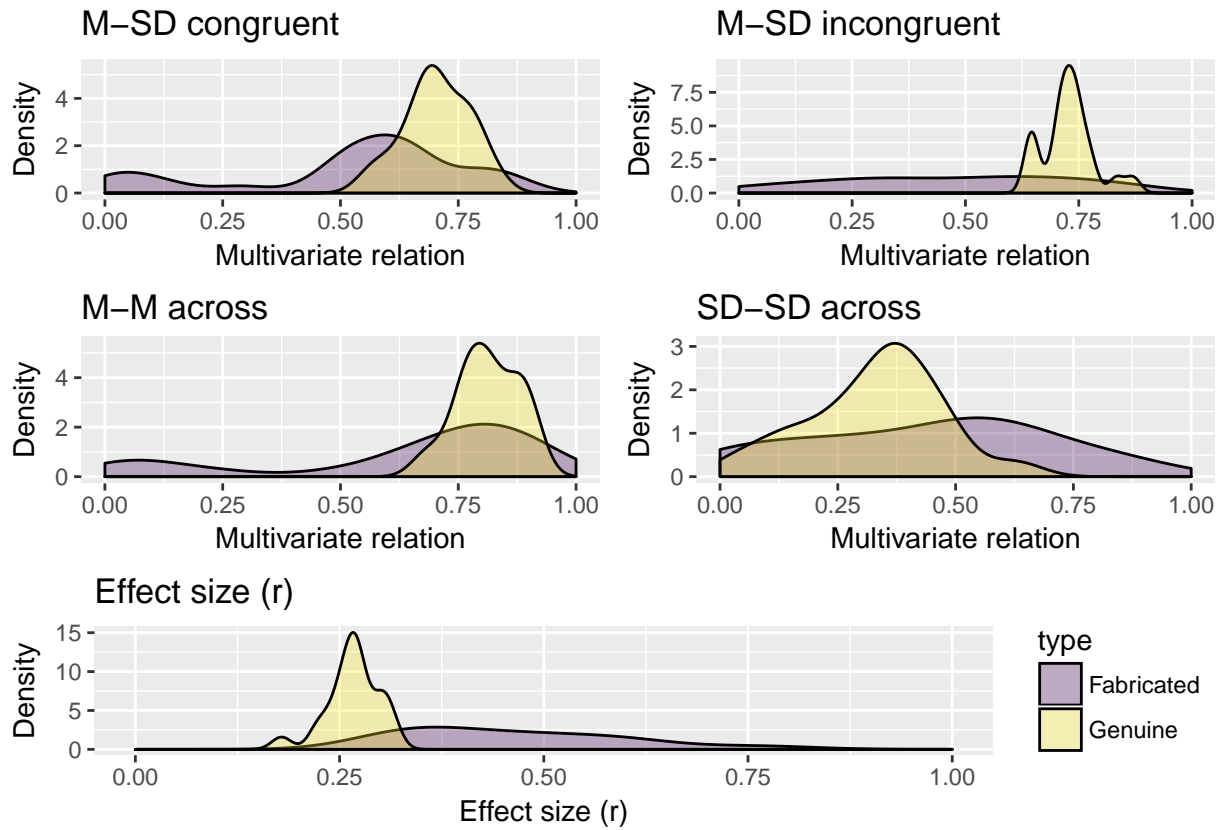 M−SD congruent
Density
4
2
0
0.00 0.25 0.50 0.75 1.00
Multivariate relation
M−SD incongruent
Density
7.5
5.0
2.5
0.0
0.00 0.25 0.50 0.75 1.00
Multivariate relation
M−M across
Density
4
2
0
0.00 0.25 0.50 0.75 1.00
Multivariate relation
SD−SD across
Density
3
2
1
0
0.00 0.25 0.50 0.75 1.00
Multivariate relation
Effect size (r)
Density
15
10
5
0
0.00 0.25 0.50 0.75 1.00
Effect size (r)
type
Fabricated
Genuine